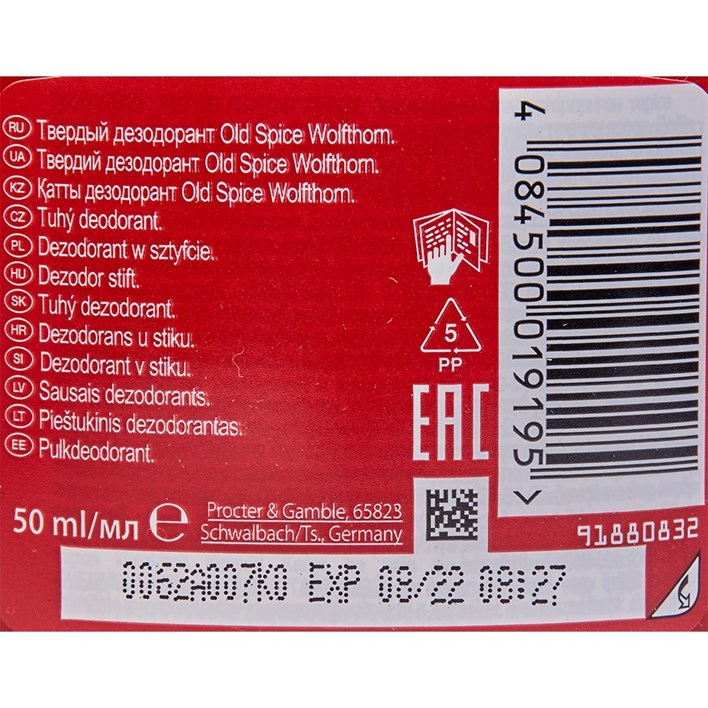 RU Твердый дезодорант Old Spice Wolfthorn.
UA Твердий дезодорант Old Spice Wolfthorn.
KZ Қатты дезодорант Old Spice Wolfthorn.
CZ Tuhý deodorant.
PL Dezodorant w sztyfcie.
HU Dezodor stift.
SK Tuhý dezodorant.
HR Dezodorans u stiku.
SI Dezodorant v stiku.
LV Sausais dezodorants.
LT Pieštukinis dezodorantas.
EE Pulkdeodorant.
50 ml/мл ℮
Procter & Gamble, 65823
Schwalbach/Ts., Germany
5
PP
EAC
4 084500 019195 >
91880832
0062A007K0 EXP 08/22 08:27